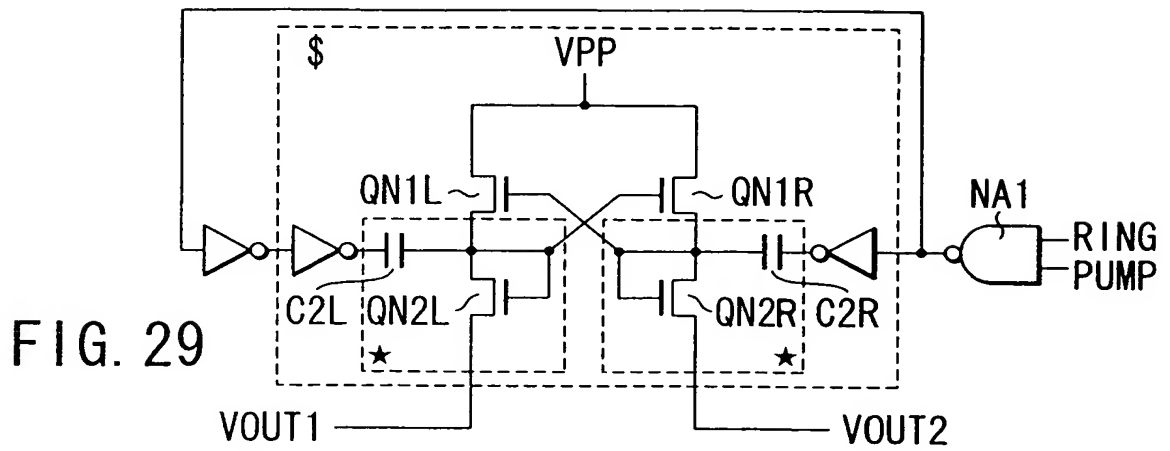 $
VPP
QN1L
QN1R
NA1
RING
PUMP
C2L
QN2L
QN2R
C2R
★
★
FIG. 29
VOUT1
VOUT2